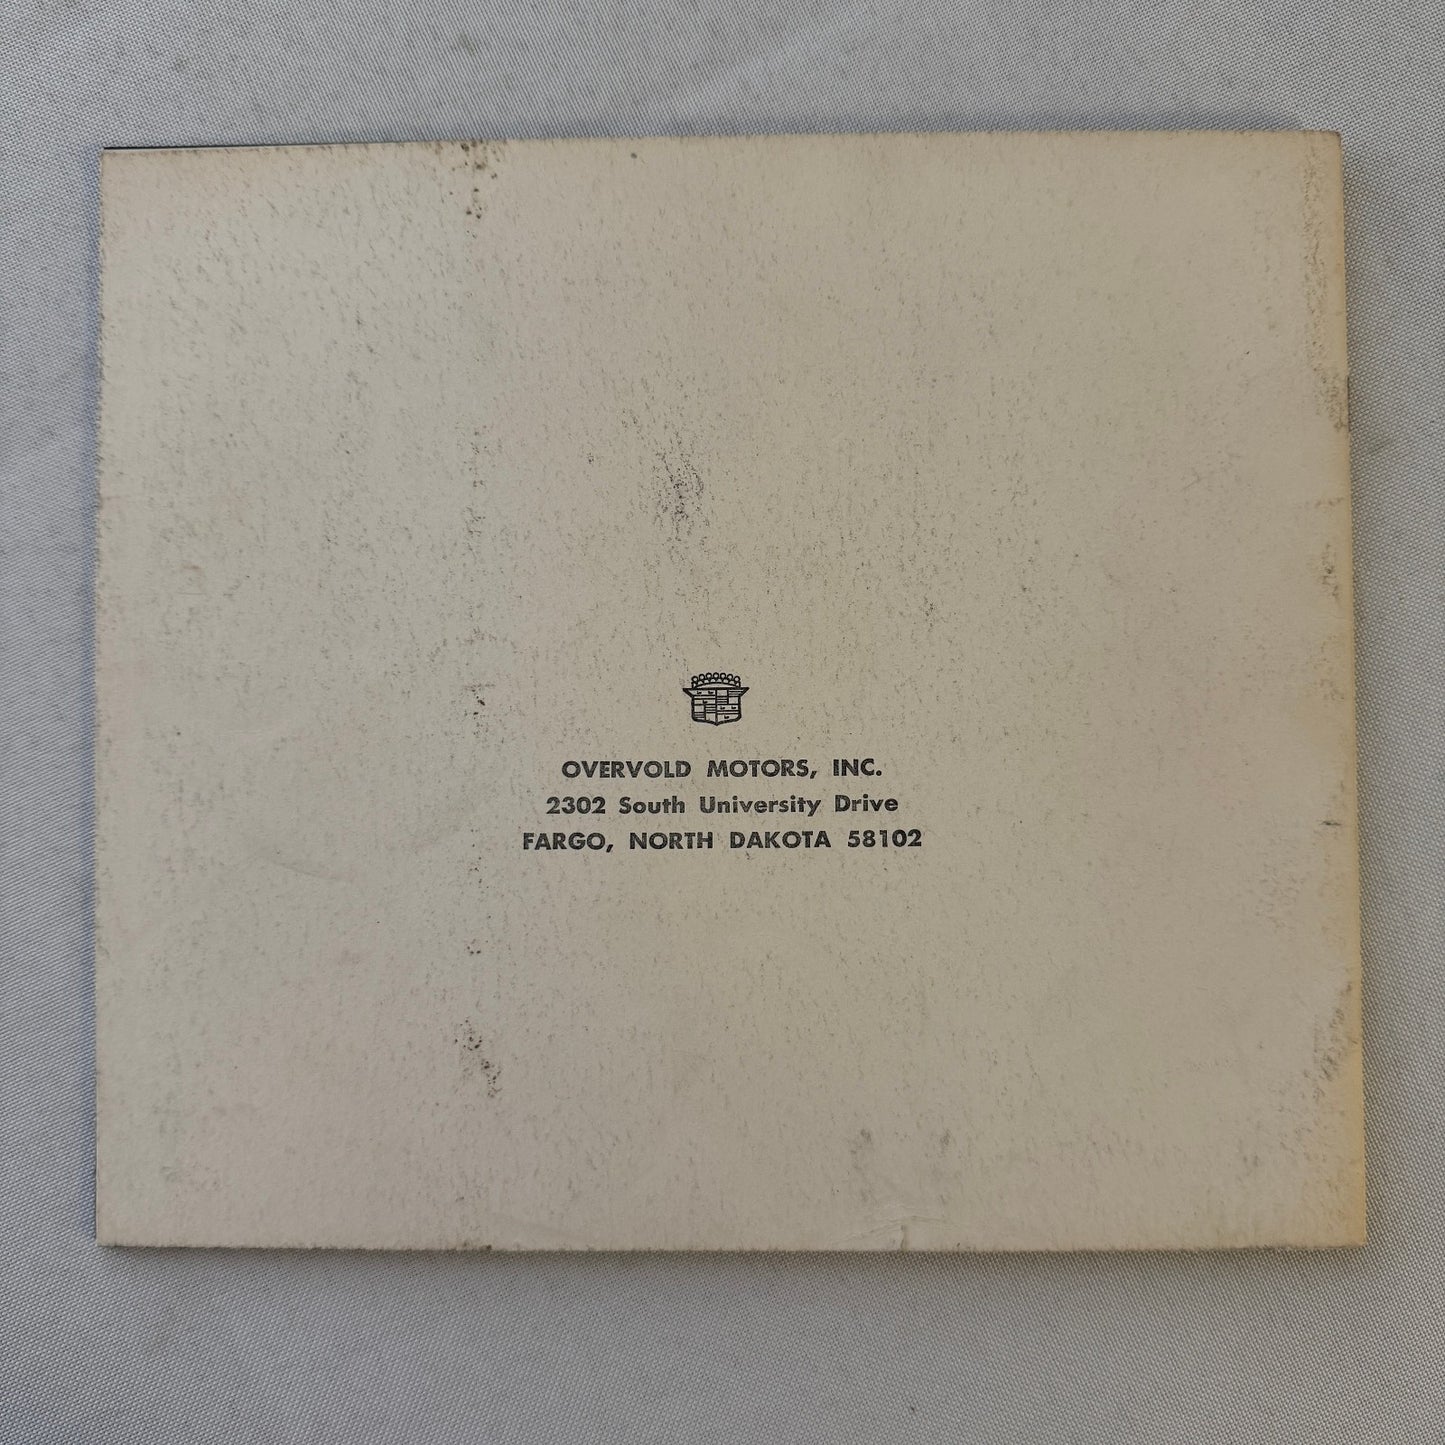 OVERVOLD MOTORS, INC.
2302 South University Drive
FARGO, NORTH DAKOTA 58102